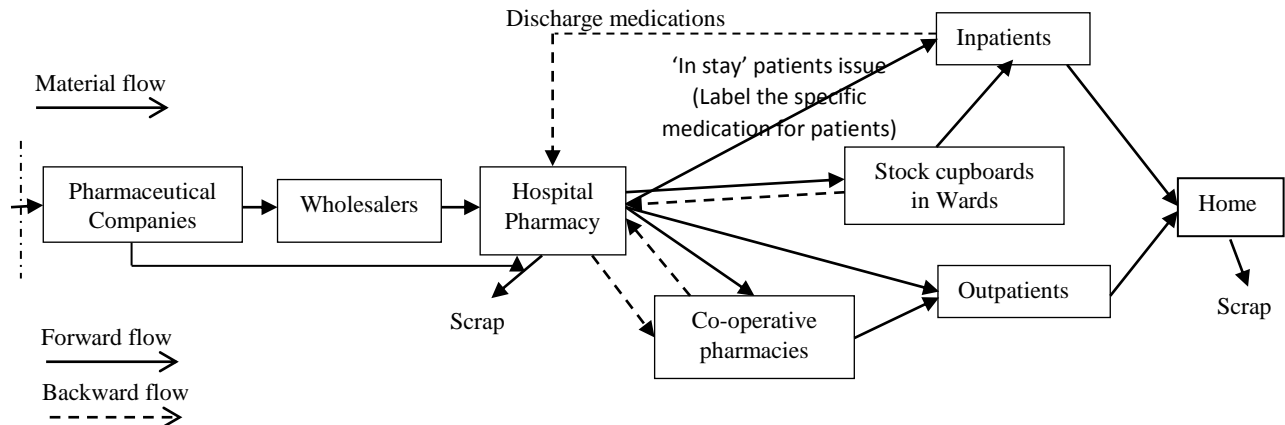 Discharge medications
Inpatients
Material flow
‘In stay’ patients issue
(Label the specific
medication for patients)
Pharmaceutical
Companies
Wholesalers
Hospital
Pharmacy
Stock cupboards
in Wards
Home
Outpatients
Scrap
Scrap
Co-operative
pharmacies
Forward flow
Backward flow